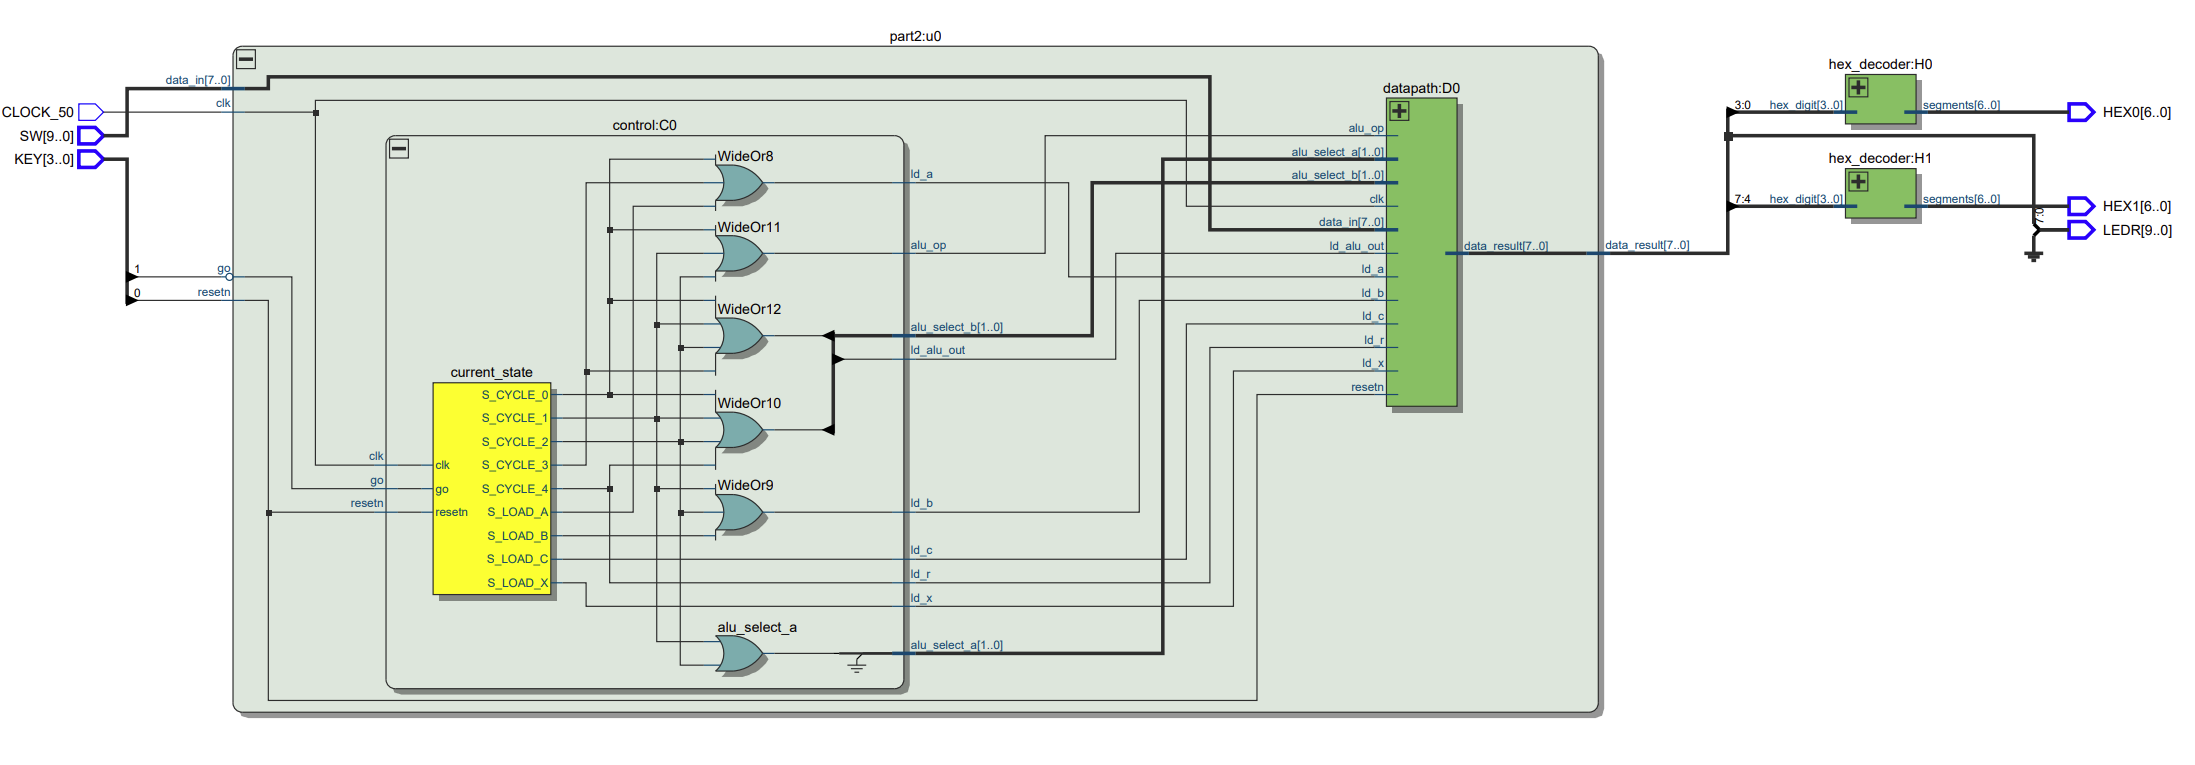 part2:u0
CLOCK_50
SW[9..0]
KEY[3..0]
data_in[7..0]
clk
1
go
0
resetn
control:C0
WideOr8
WideOr11
WideOr12
WideOr10
WideOr9
alu_select_a
current_state
clk
go
resetn
clk
go
resetn
S_CYCLE_0
S_CYCLE_1
S_CYCLE_2
S_CYCLE_3
S_CYCLE_4
S_LOAD_A
S_LOAD_B
S_LOAD_C
S_LOAD_X
ld_a
alu_op
alu_select_b[1..0]
ld_alu_out
ld_b
ld_c
ld_r
ld_x
alu_select_a[1..0]
datapath:D0
alu_op
alu_select_a[1..0]
alu_select_b[1..0]
clk
data_in[7..0]
ld_alu_out
ld_a
ld_b
ld_c
ld_r
ld_x
resetn
data_result[7..0]
data_result[7..0]
hex_decoder:H0
3:0
hex_digit[3..0]
segments[6..0]
HEX0[6..0]
hex_decoder:H1
7:4
hex_digit[3..0]
segments[6..0]
HEX1[6..0]
7:0
LEDR[9..0]